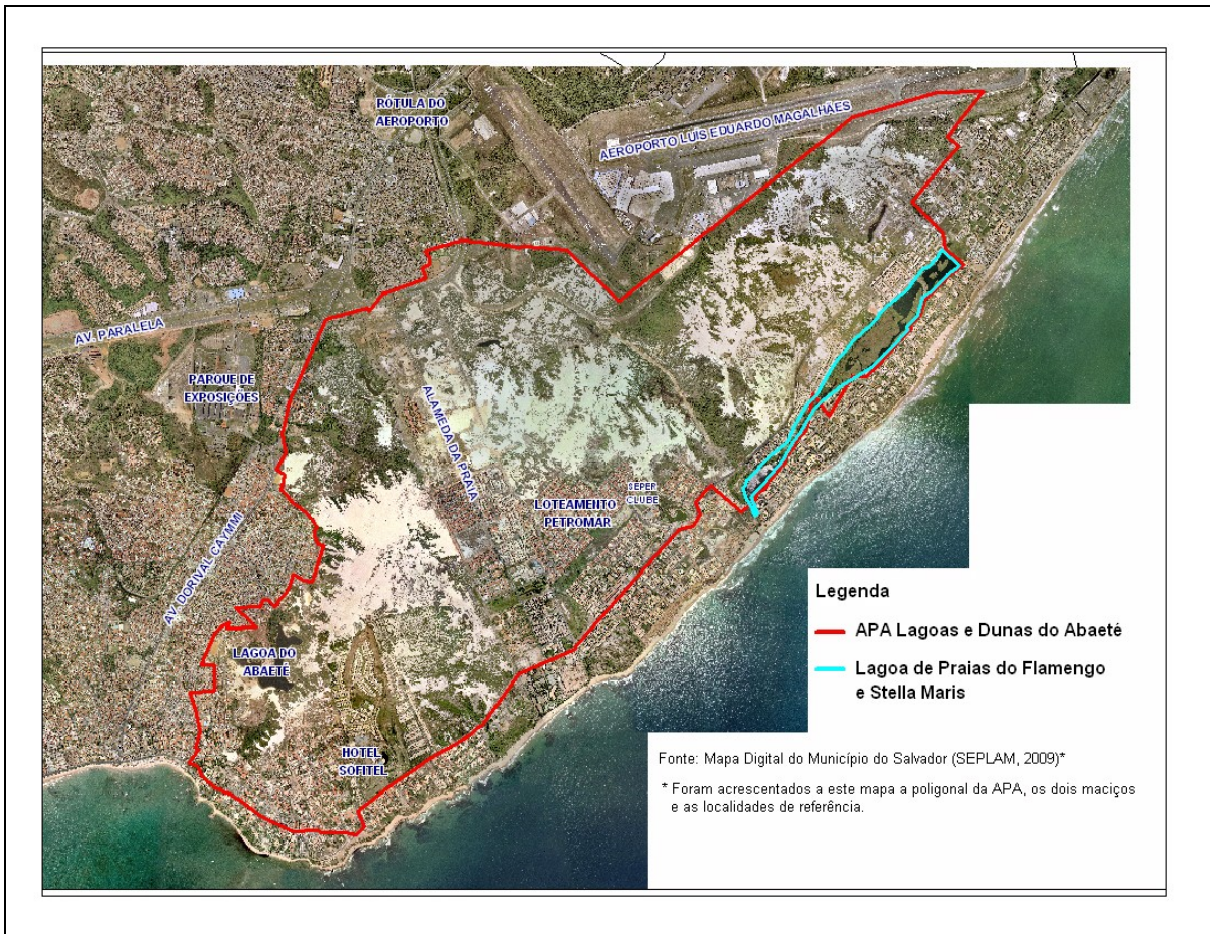 RÓTULA DO
AEROPORTO
AEROPORTO LUIS EDUARDO MAGALHÃES
AV. PARALELA
PARQUE DE
EXPOSIÇÕES
ALAMEDA DA PRAIA
SEPER
CLUBE
LOTEAMENTO
PETROMAR
AV. DORIVAL CAYMMI
LAGOA DO
ABAETÉ
HOTEL
SOFITEL
Legenda
APA Lagoas e Dunas do Abaeté
Lagoa de Praias do Flamengo
e Stella Maris
Fonte: Mapa Digital do Município do Salvador (SEPLAM, 2009)*
* Foram acrescentados a este mapa a poligonal da APA, os dois maciços
e as localidades de referência.